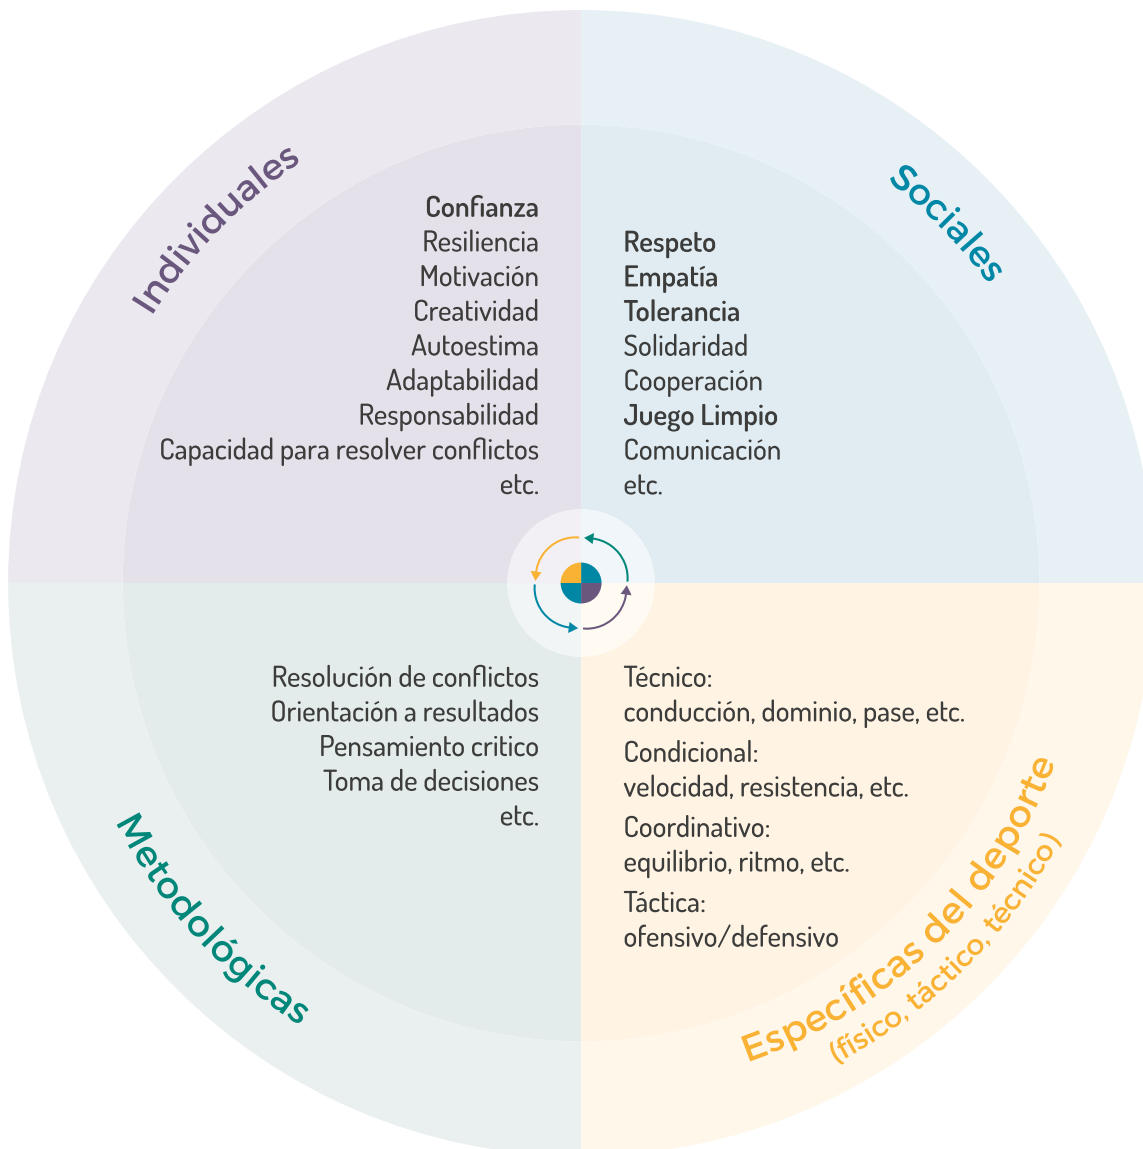 Individuales
Confianza
Resiliencia
Motivación
Creatividad
Autoestima
Adaptabilidad
Responsabilidad
Capacidad para resolver conflictos
etc.
Sociales
Respeto
Empatía
Tolerancia
Solidaridad
Cooperación
Juego Limpio
Comunicación
etc.
Metodológicas
Resolución de conflictos
Orientación a resultados
Pensamiento critico
Toma de decisiones
etc.
Técnico:
conducción, dominio, pase, etc.
Condicional:
velocidad, resistencia, etc.
Coordinativo:
equilibrio, ritmo, etc.
Táctica:
ofensivo/defensivo
Específicas del deporte
(físico, táctico, técnico)